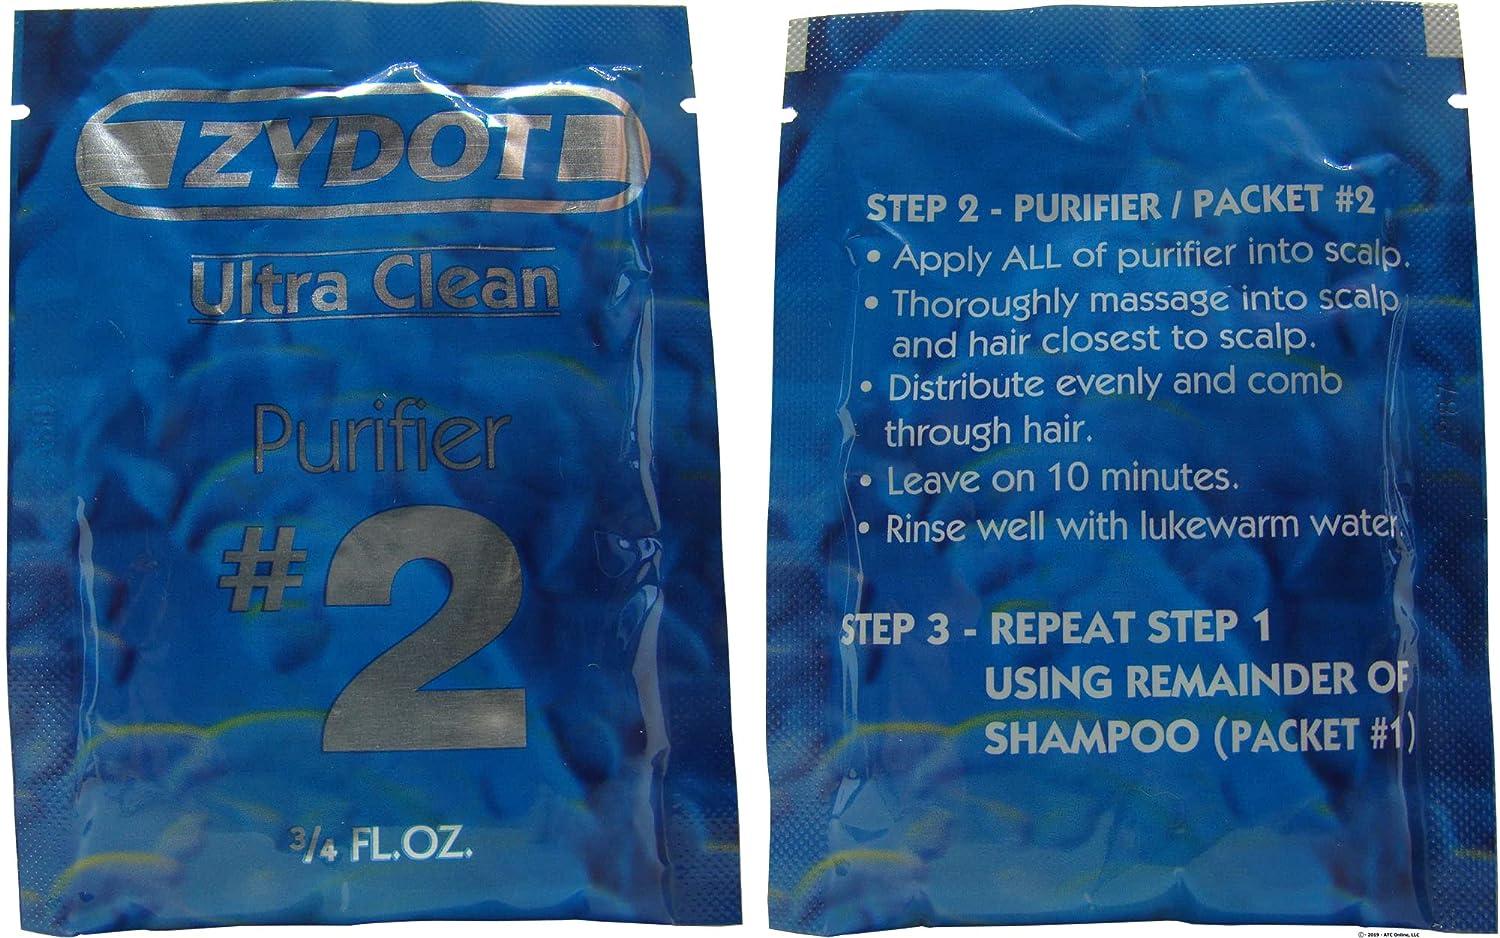 ZYDOT
Ultra Clean
Purifier
#2
3/4 FL.OZ.
STEP 2 - PURIFIER / PACKET #2
• Apply ALL of purifier into scalp.
• Thoroughly massage into scalp
and hair closest to scalp.
• Distribute evenly and comb
through hair.
• Leave on 10 minutes.
• Rinse well with lukewarm water.
STEP 3 - REPEAT STEP 1
USING REMAINDER OF
SHAMPOO (PACKET #1)
© - 2019 - ATC Online, LLC